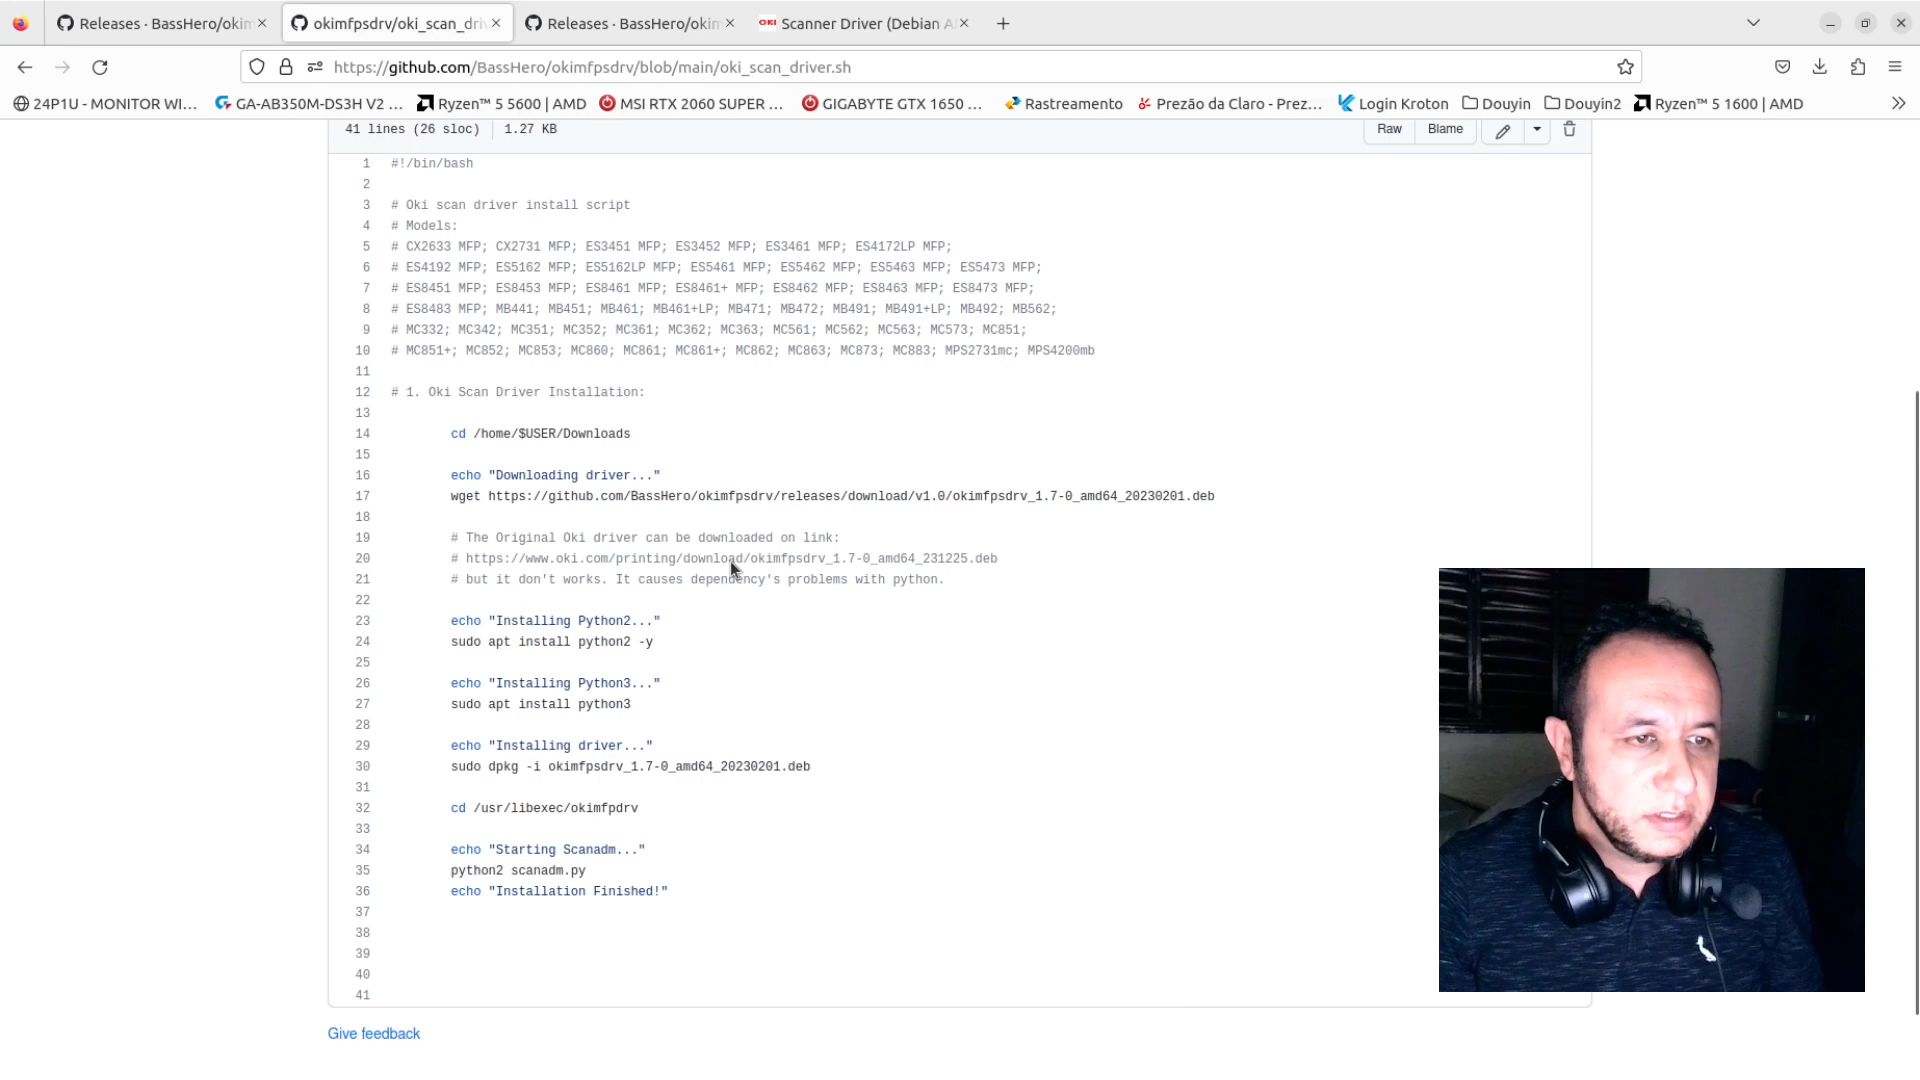 Releases · BassHero/okim
okimfpsdrv/oki_scan_dri
Releases · BassHero/okim
OKI Scanner Driver (Debian A
https://github.com/BassHero/okimfpsdrv/blob/main/oki_scan_driver.sh
24P1U - MONITOR WI...
GA-AB350M-DS3H V2 ...
Ryzen™ 5 5600 | AMD
MSI RTX 2060 SUPER ...
GIGABYTE GTX 1650 ...
Rastreamento
Prezão da Claro - Prez...
Login Kroton
Douyin
Douyin2
Ryzen™ 5 1600 | AMD
41 lines (26 sloc)
1.27 KB
Raw
Blame
1 #!/bin/bash
2
3 # Oki scan driver install script
4 # Models:
5 # CX2633 MFP; CX2731 MFP; ES3451 MFP; ES3452 MFP; ES3461 MFP; ES4172LP MFP;
6 # ES4192 MFP; ES5162 MFP; ES5162LP MFP; ES5461 MFP; ES5462 MFP; ES5463 MFP; ES5473 MFP;
7 # ES8451 MFP; ES8453 MFP; ES8461 MFP; ES8461+ MFP; ES8462 MFP; ES8463 MFP; ES8473 MFP;
8 # ES8483 MFP; MB441; MB451; MB461; MB461+LP; MB471; MB472; MB491; MB491+LP; MB492; MB562;
9 # MC332; MC342; MC351; MC352; MC361; MC362; MC363; MC561; MC562; MC563; MC573; MC851;
10 # MC851+; MC852; MC853; MC860; MC861; MC861+; MC862; MC863; MC873; MC883; MPS2731mc; MPS4200mb
11
12 # 1. Oki Scan Driver Installation:
13
14 cd /home/$USER/Downloads
15
16 echo "Downloading driver..."
17 wget https://github.com/BassHero/okimfpsdrv/releases/download/v1.0/okimfpsdrv_1.7-0_amd64_20230201.deb
18
19 # The Original Oki driver can be downloaded on link:
20 # https://www.oki.com/printing/download/okimfpsdrv_1.7-0_amd64_231225.deb
21 # but it don't works. It causes dependency's problems with python.
22
23 echo "Installing Python2..."
24 sudo apt install python2 -y
25
26 echo "Installing Python3..."
27 sudo apt install python3
28
29 echo "Installing driver..."
30 sudo dpkg -i okimfpsdrv_1.7-0_amd64_20230201.deb
31
32 cd /usr/libexec/okimfpdrv
33
34 echo "Starting Scanadm..."
35 python2 scanadm.py
36 echo "Installation Finished!"
37
38
39
40
41
Give feedback